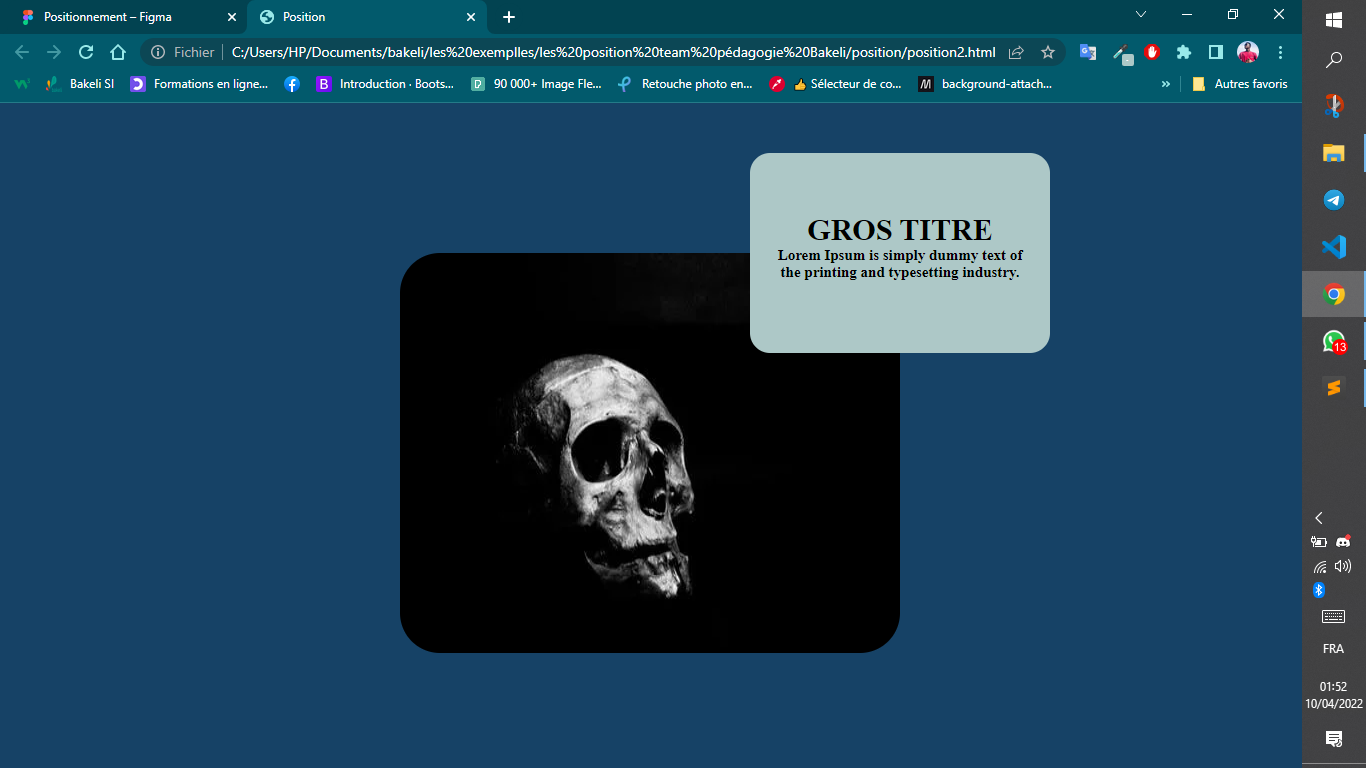 Positionnement – Figma
Position
Fichier
C:/Users/HP/Documents/bakeli/les%20exemplles/les%20position%20team%20pédagogie%20Bakeli/position/position2.html
Bakeli SI
Formations en ligne...
Introduction · Boots...
90 000+ Image Fle...
Retouche photo en...
Sélecteur de co...
background-attach...
»
Autres favoris
GROS TITRE
Lorem Ipsum is simply dummy text of
the printing and typesetting industry.
13
FRA
01:52
10/04/2022